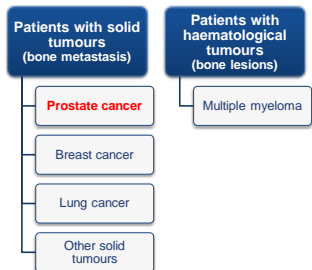 Patients with solid
tumours
(bone metastasis)
Prostate cancer
Breast cancer
Lung cancer
Other solid
tumours
Patients with
haematological
tumours
(bone lesions)
Multiple myeloma